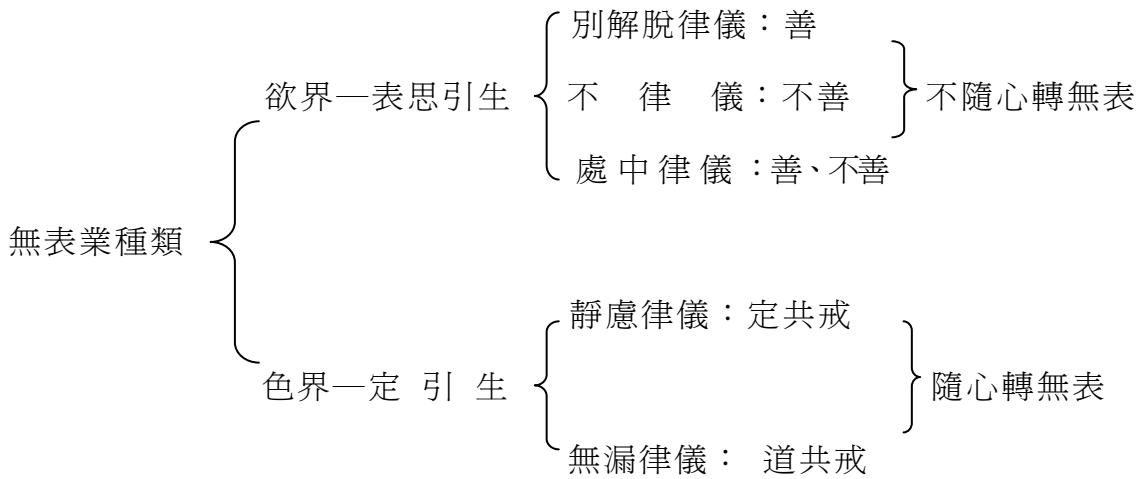 別解脫律儀：善
欲界—表思引生 不律儀：不善 不隨心轉無表
處中律儀：善、不善
無表業種類
靜慮律儀：定共戒
色界—定引生 隨心轉無表
無漏律儀：道共戒